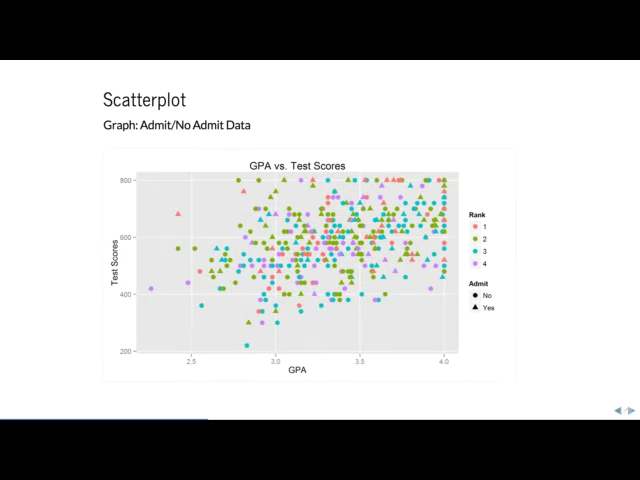 Scatterplot
Graph: Admit/No Admit Data
GPA vs. Test Scores
800
600
400
200
Test Scores
2.5 3.0 3.5 4.0
GPA
Rank
1
2
3
4
Admit
No
Yes